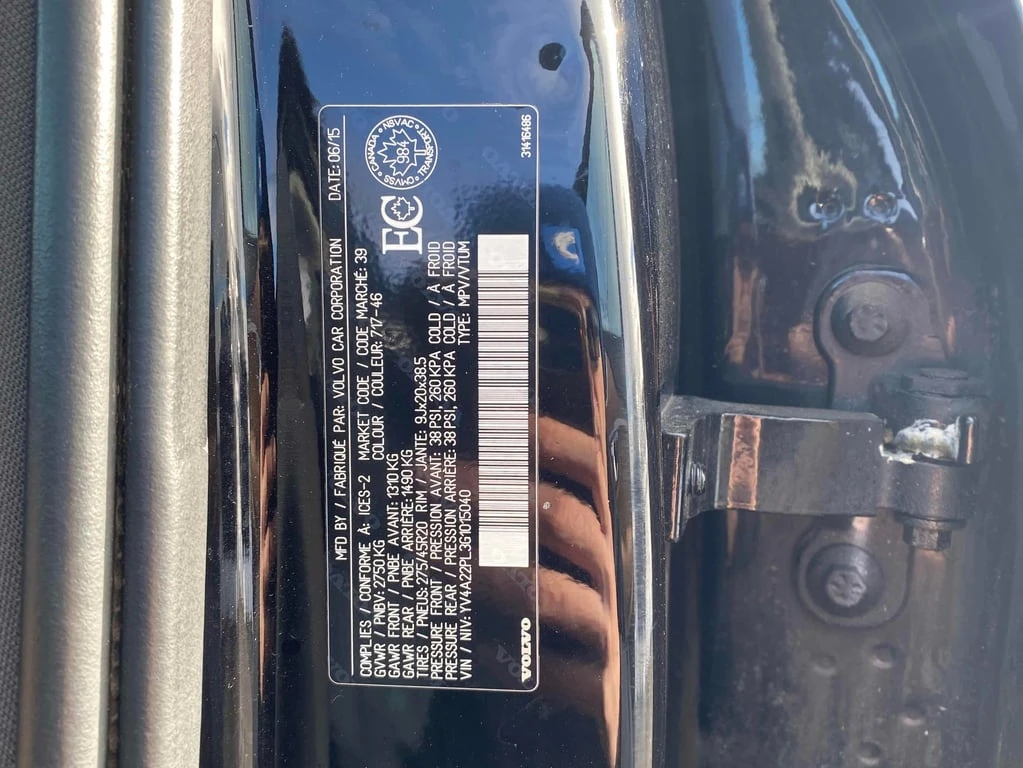 MFD BY / FABRIQUÉ PAR: VOLVO CAR CORPORATION DATE: 06/15
COMPLIES / CONFORME À: ICES-2 MARKET CODE / CODE MARCHÉ: 39
GVWR / PNBV: 2750 KG COLOUR / COULEUR: 717-46
GAWR FRONT / PNBE AVANT: 1310 KG
GAWR REAR / PNBE ARRIÈRE: 1490 KG
TIRES / PNEUS: 275/45R20 RIM / JANTE: 9Jx20x38.5
PRESSURE FRONT / PRESSION AVANT: 38 PSI, 260 KPA COLD / À FROID
PRESSURE REAR / PRESSION ARRIÈRE: 38 PSI, 260 KPA COLD / À FROID
VIN / NIV: YV4A22PL3G1015040 TYPE: MPV/VTUM
EC
CANADA • NSVAC • TRANSPORT • CMVSS
984
VOLVO
31416486